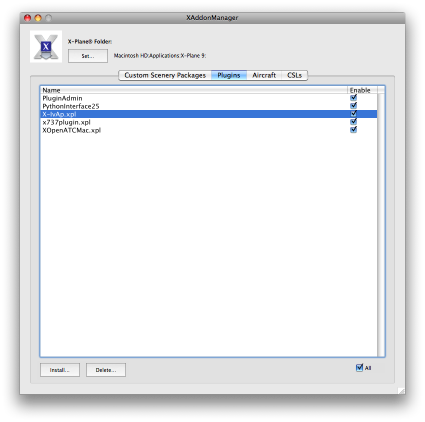 XAddonManager
X-Plane® Folder:
Set... Macintosh HD:Applications:X-Plane 9:
Custom Scenery Packages Plugins Aircraft CSLs
Name Enable
PluginAdmin
PythonInterface25
X-IvAp.xpl
x737plugin.xpl
XOpenATCMac.xpl
Install... Delete... All